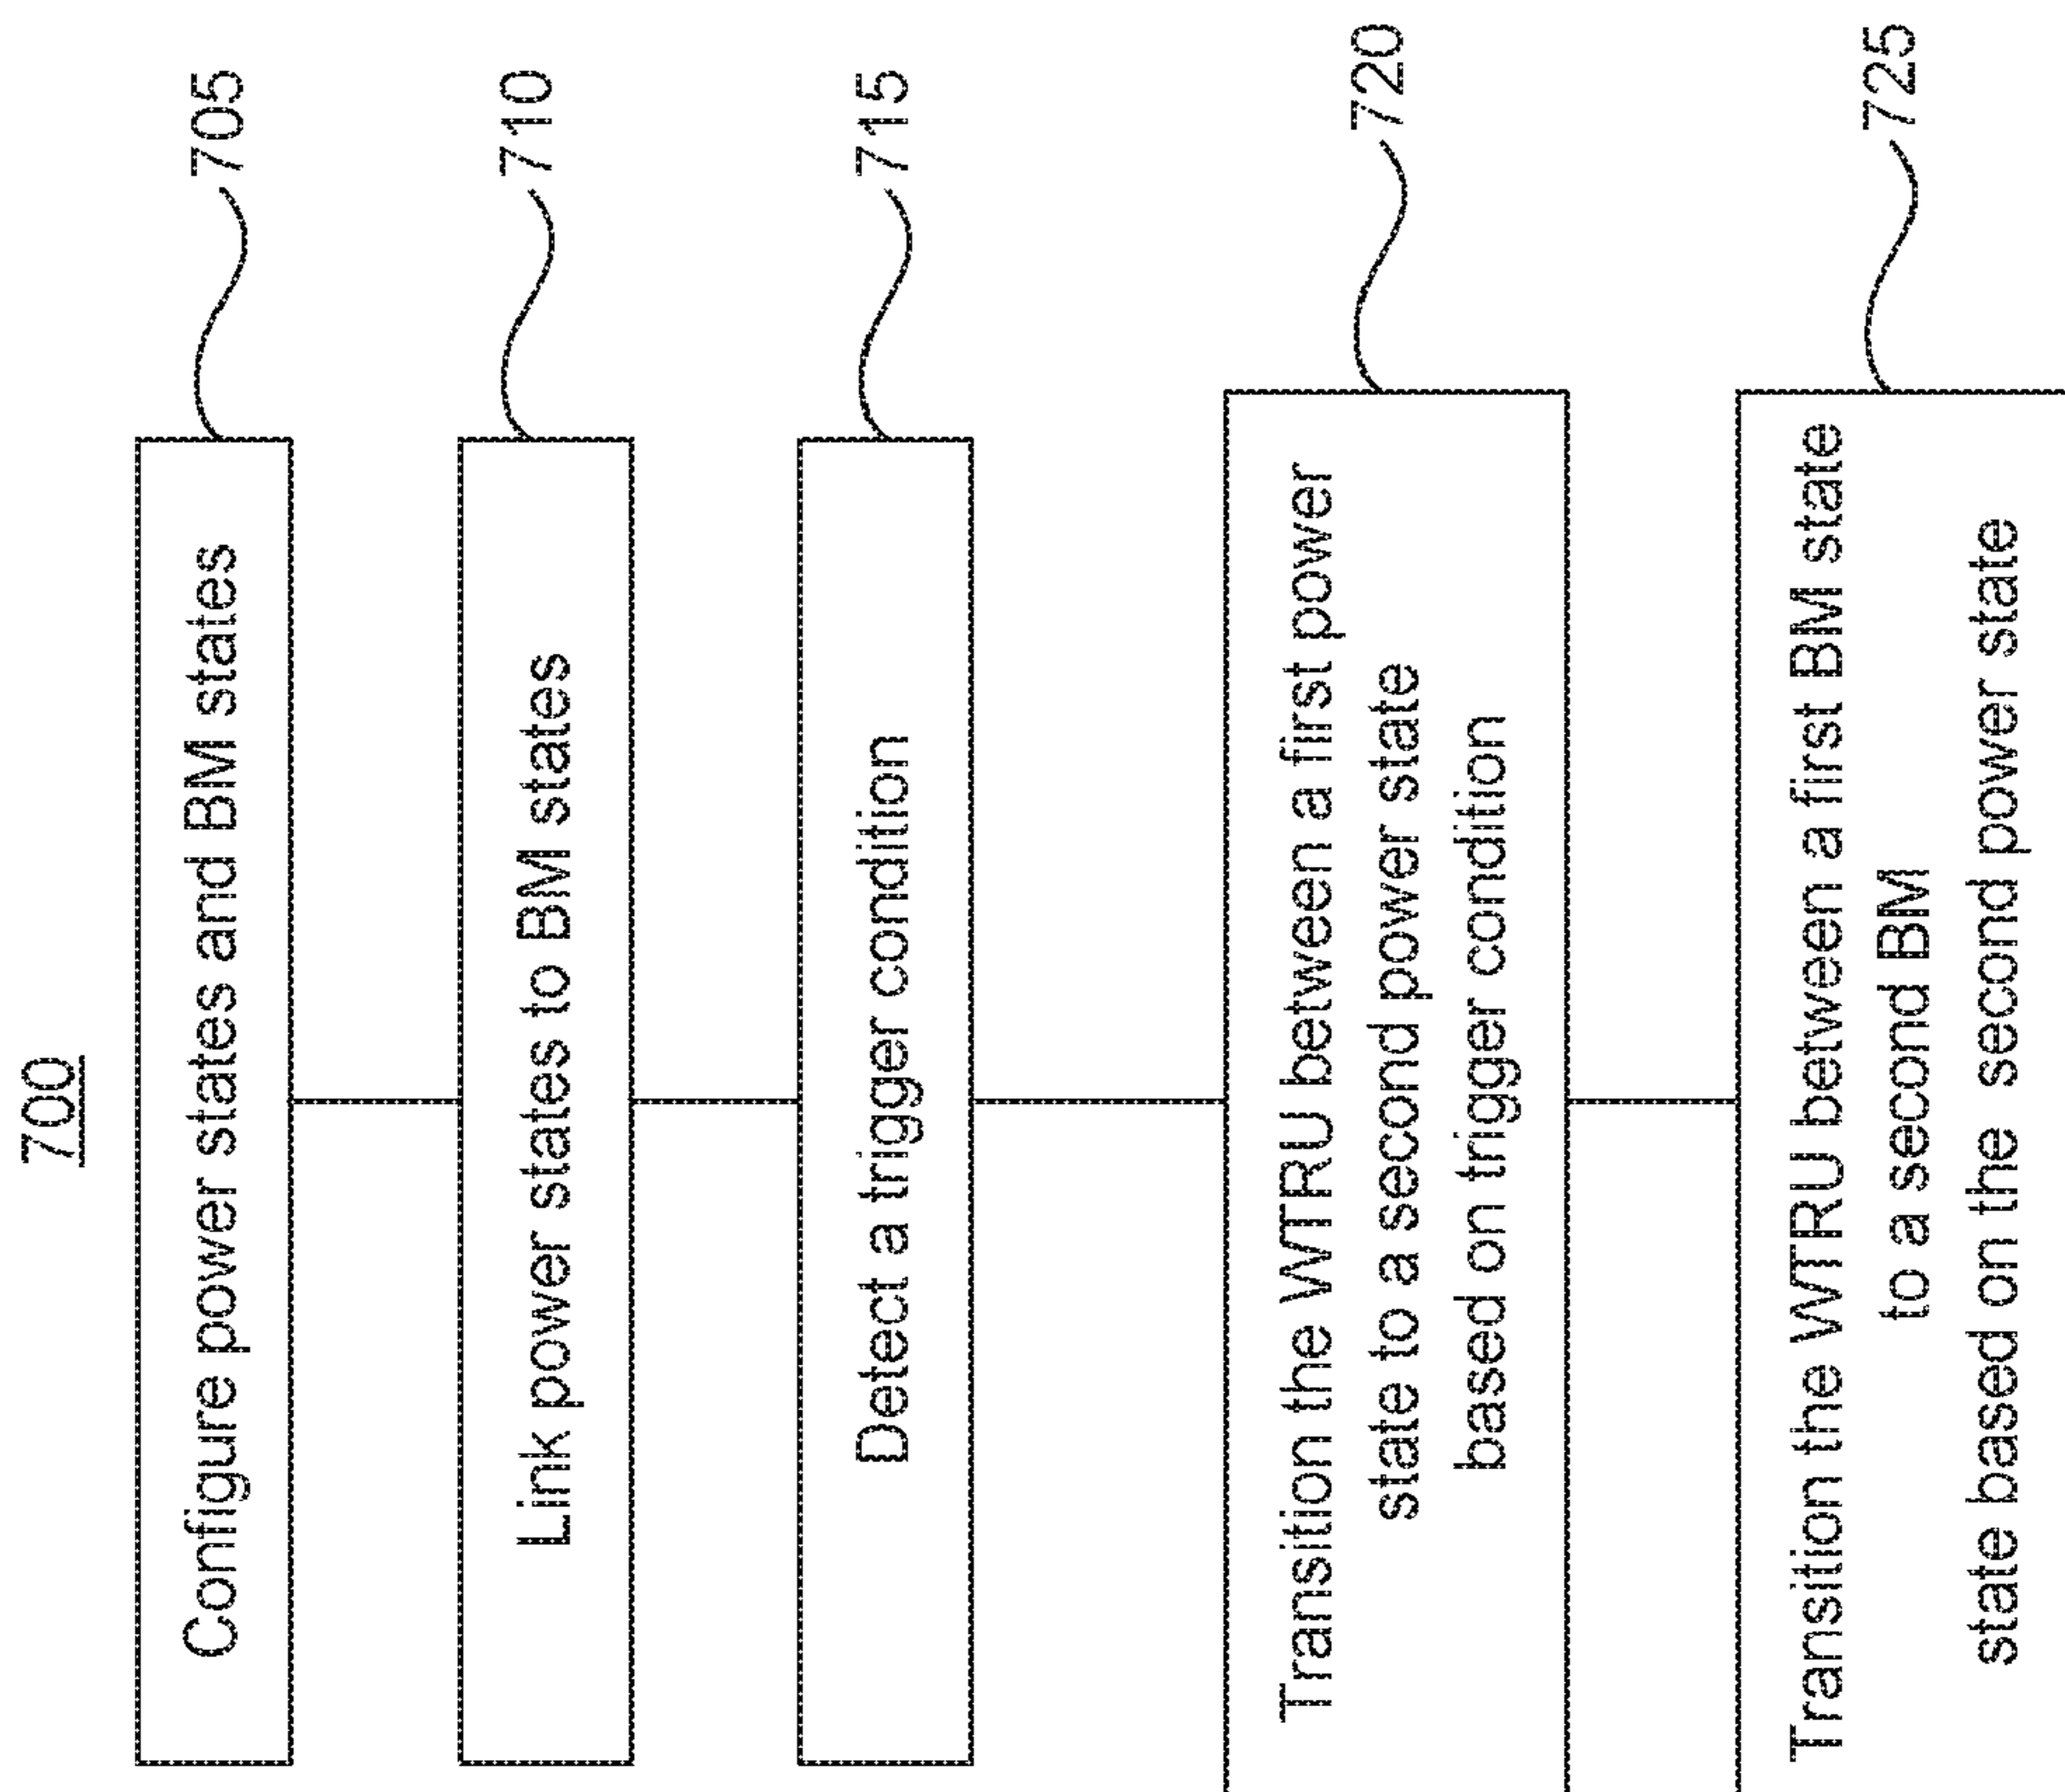 700
Configure power states and BM states
705
Link power states to BM states
710
Detect a trigger condition
715
Transition the WTRU between a first power
state to a second power state
based on trigger condition
720
Transition the WTRU between a first BM state
to a second BM
state based on the second power state
725